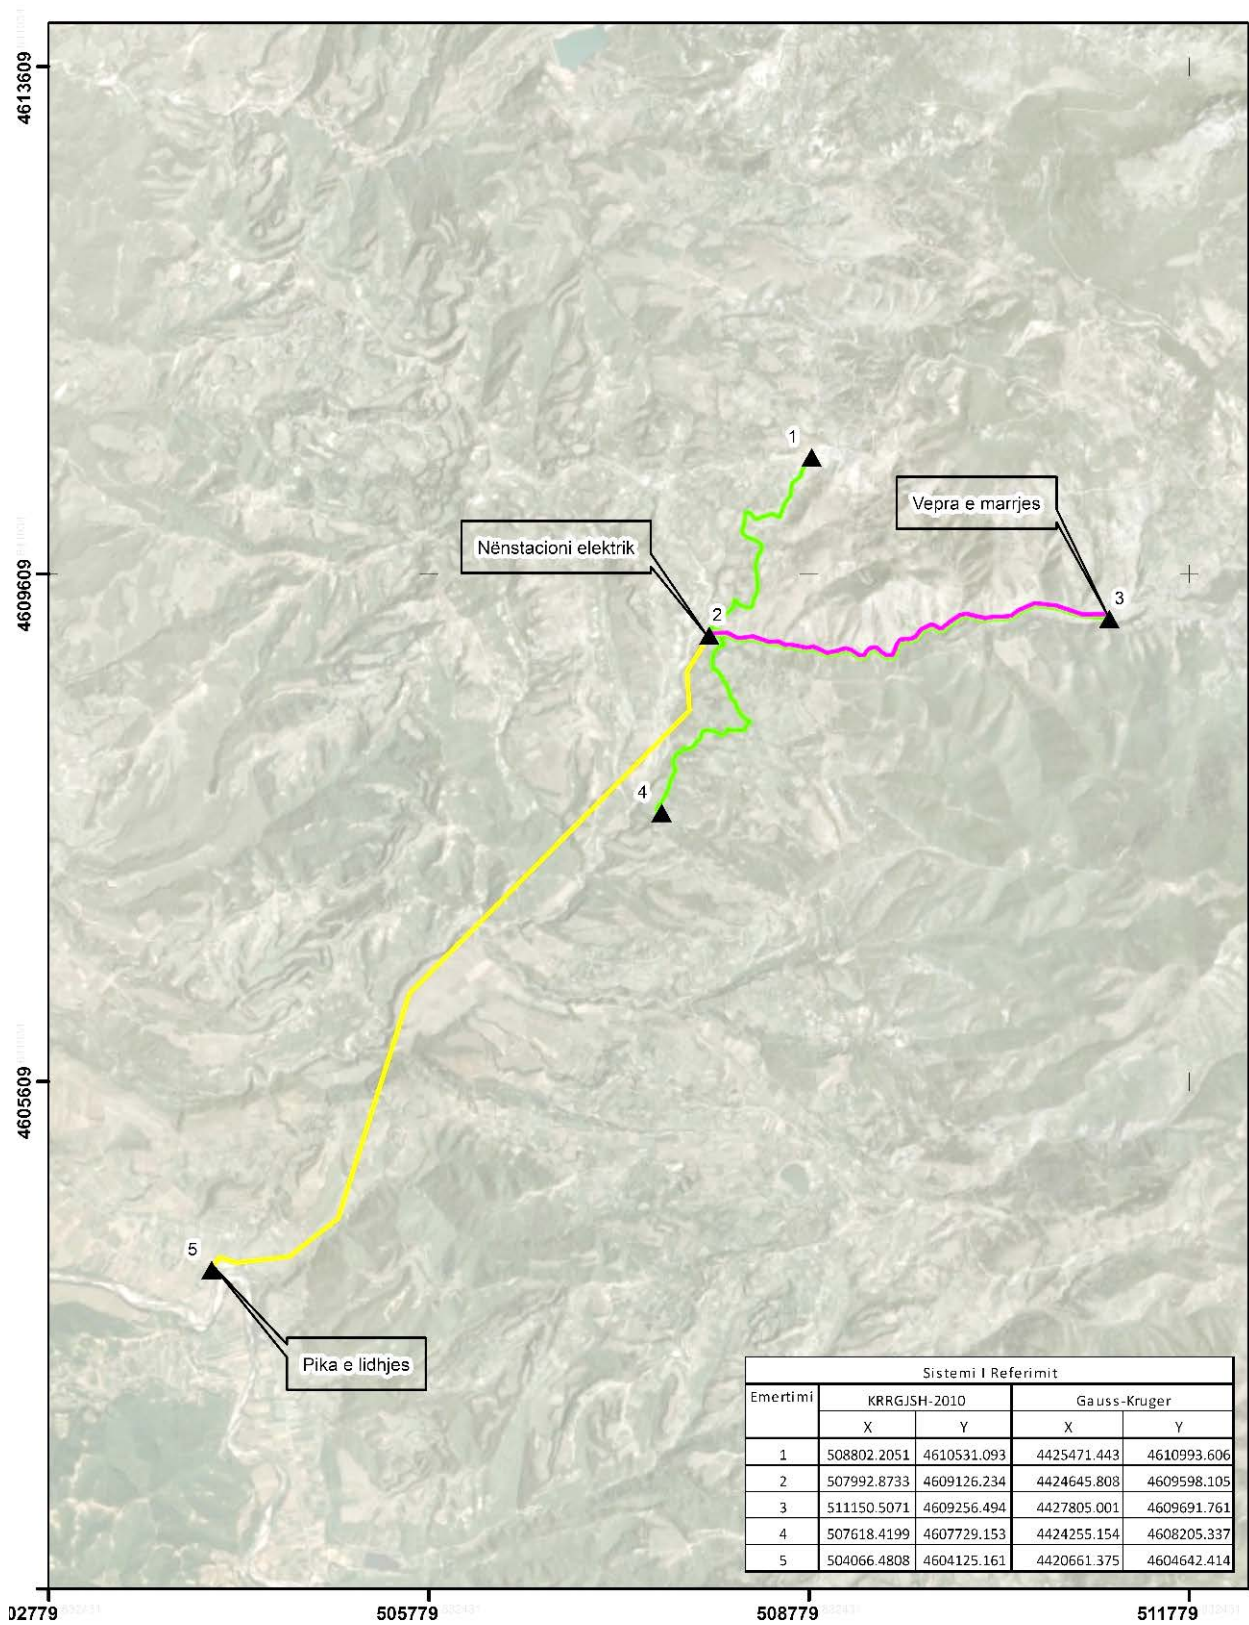 4613609
1
Vepra e marrjes
Nënstacioni elektrik
4609609
2
3
4
4605609
5
Pika e lidhjes
Sistemi I Referimit
Emertimi KRRGJSH-2010 Gauss-Kruger
X Y X Y
1 508802.2051 4610531.093 4425471.443 4610993.606
2 507992.8733 4609126.234 4424645.808 4609598.105
3 511150.5071 4609256.494 4427805.001 4609691.761
4 507618.4199 4607729.153 4424255.154 4608205.337
5 504066.4808 4604125.161 4420661.375 4604642.414
02779 505779 508779 511779